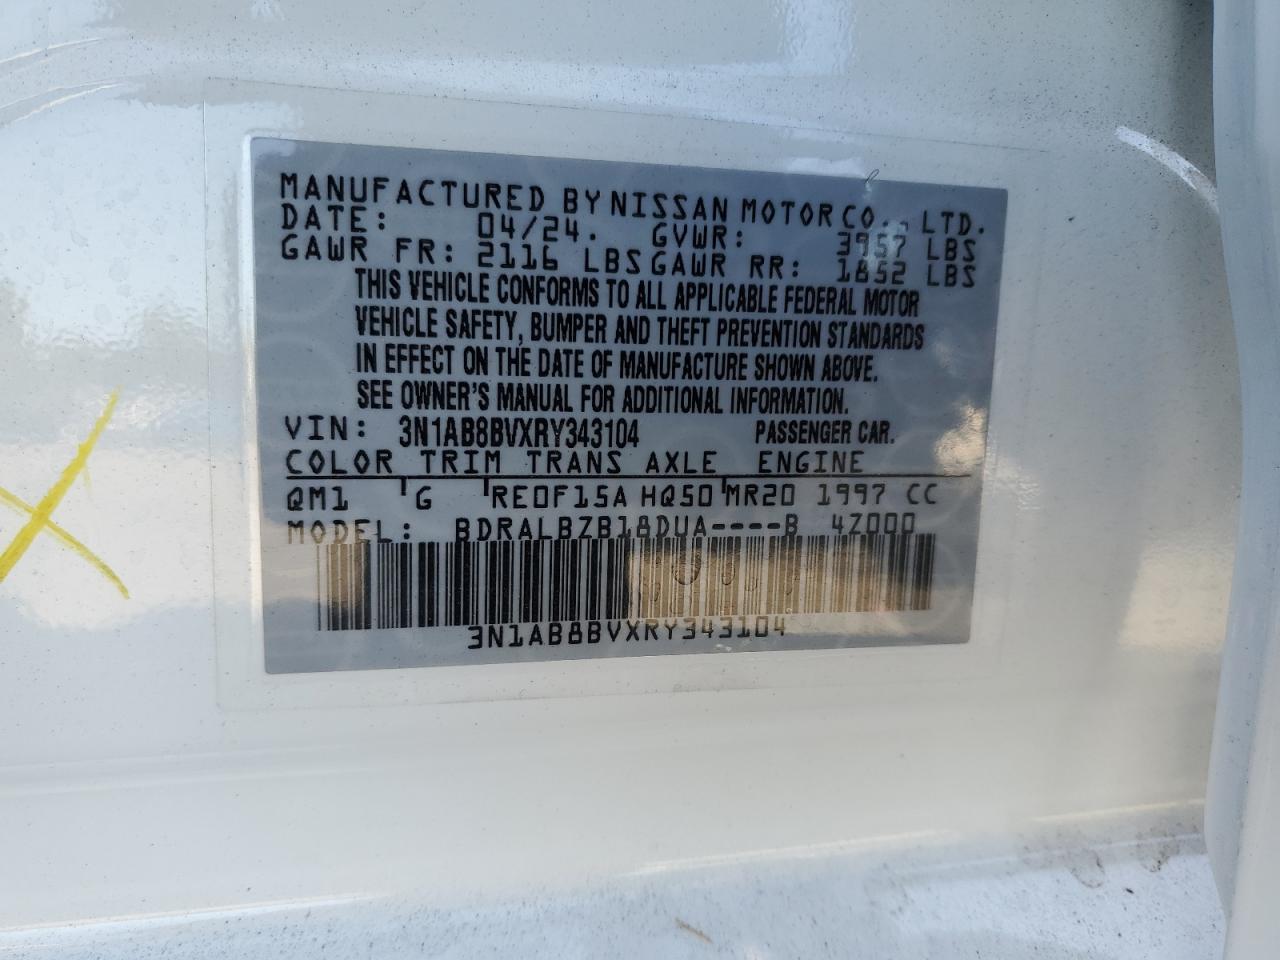 MANUFACTURED BY NISSAN MOTOR CO., LTD.
DATE: 04/24. GVWR: 3957 LBS
GAWR FR: 2116 LBS GAWR RR: 1852 LBS
THIS VEHICLE CONFORMS TO ALL APPLICABLE FEDERAL MOTOR
VEHICLE SAFETY, BUMPER AND THEFT PREVENTION STANDARDS
IN EFFECT ON THE DATE OF MANUFACTURE SHOWN ABOVE.
SEE OWNER'S MANUAL FOR ADDITIONAL INFORMATION.
VIN: 3N1AB8BVXRY343104 PASSENGER CAR.
COLOR TRIM TRANS AXLE ENGINE
QM1 G RE0F15A HQ50 MR20 1997 CC
MODEL: BDRALBZB18DUA----B 4Z000
3N1AB8BVXRY343104